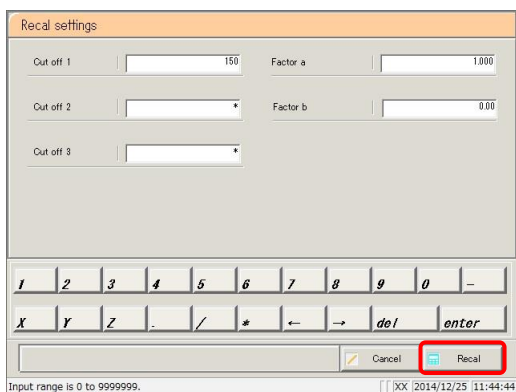 Recal settings
Cut off 1 150 Factor a 1.000
Cut off 2 * Factor b 0.00
Cut off 3 *
1 2 3 4 5 6 7 8 9 0 -
X Y Z . / * ← → del enter
Cancel Recal
Input range is 0 to 9999999. XX 2014/12/25 11:44:44